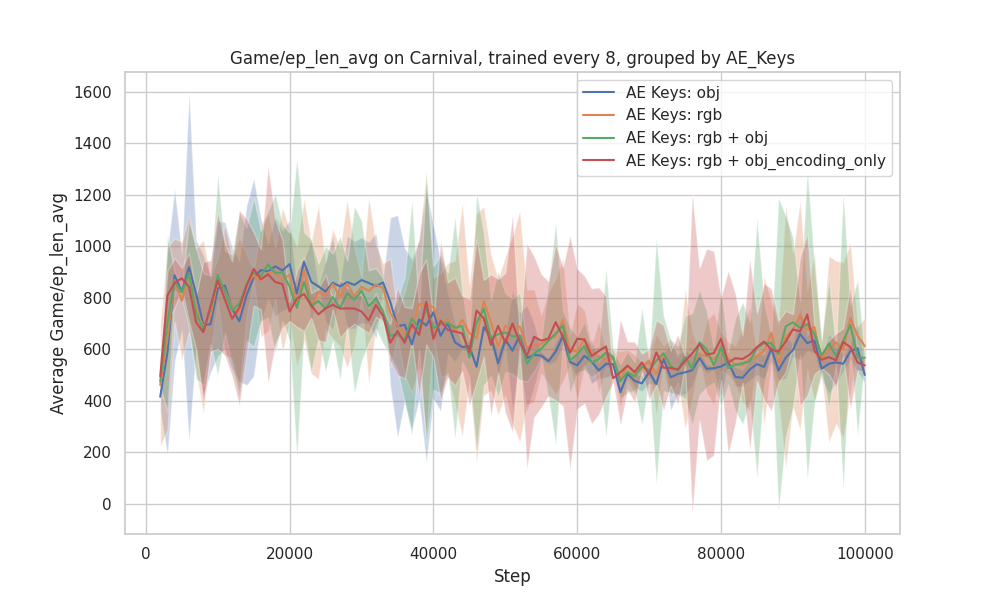 Game/ep_len_avg on Carnival, trained every 8, grouped by AE_Keys
AE Keys: obj
AE Keys: rgb
AE Keys: rgb + obj
AE Keys: rgb + obj_encoding_only
Average Game/ep_len_avg
1600
1400
1200
1000
800
600
400
200
0
0
20000
40000
60000
80000
100000
Step